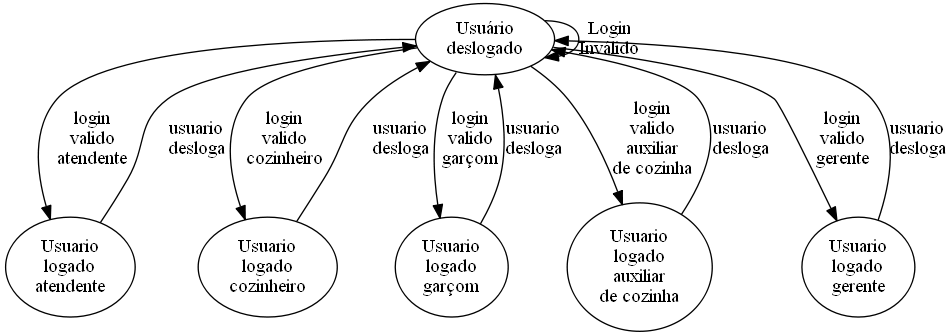 Usuário
deslogado
Login
Invalido
login
valido
atendente
usuario
desloga
login
valido
cozinheiro
usuario
desloga
login
valido
garçom
usuario
desloga
login
valido
auxiliar
de cozinha
usuario
desloga
login
valido
gerente
usuario
desloga
Usuario
logado
atendente
Usuario
logado
cozinheiro
Usuario
logado
garçom
Usuario
logado
auxiliar
de cozinha
Usuario
logado
gerente